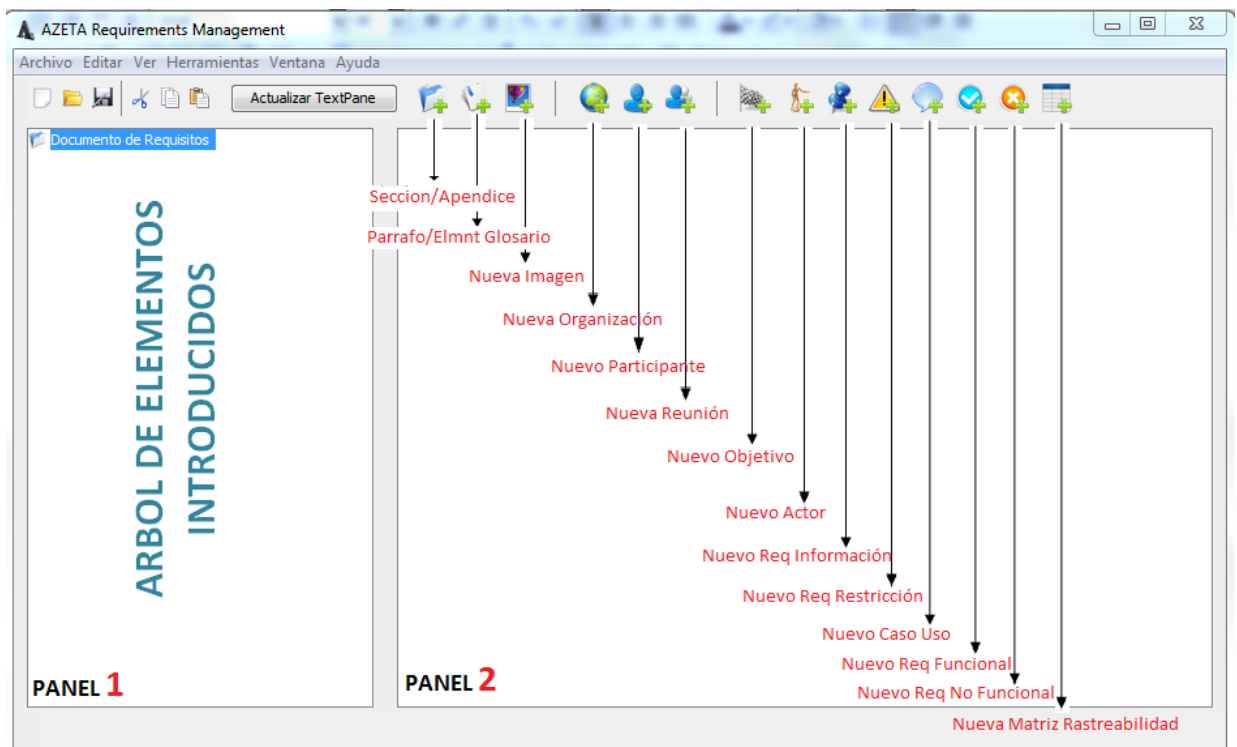 AZETA Requirements Management
Archivo Editar Ver Herramientas Ventana Ayuda
Actualizar TextPane
Documento de Requisitos
ARBOL DE ELEMENTOS
INTRODUCIDOS
PANEL 1
Seccion/Apendice
Parrafo/Elmnt Glosario
Nueva Imagen
Nueva Organización
Nuevo Participante
Nueva Reunión
Nuevo Objetivo
Nuevo Actor
Nuevo Req Información
Nuevo Req Restricción
Nuevo Caso Uso
Nuevo Req Funcional
Nuevo Req No Funcional
Nueva Matriz Rastreabilidad
PANEL 2